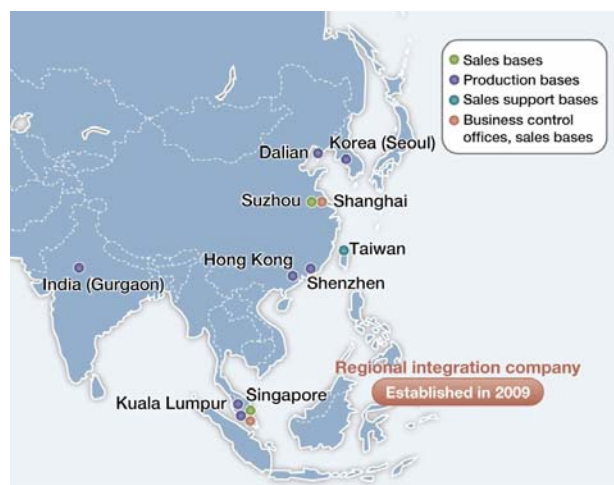 Sales bases
Production bases
Sales support bases
Business control
offices, sales bases
Dalian
Korea (Seoul)
Suzhou
Shanghai
Taiwan
Hong Kong
Shenzhen
India (Gurgaon)
Regional integration company
Established in 2009
Kuala Lumpur
Singapore